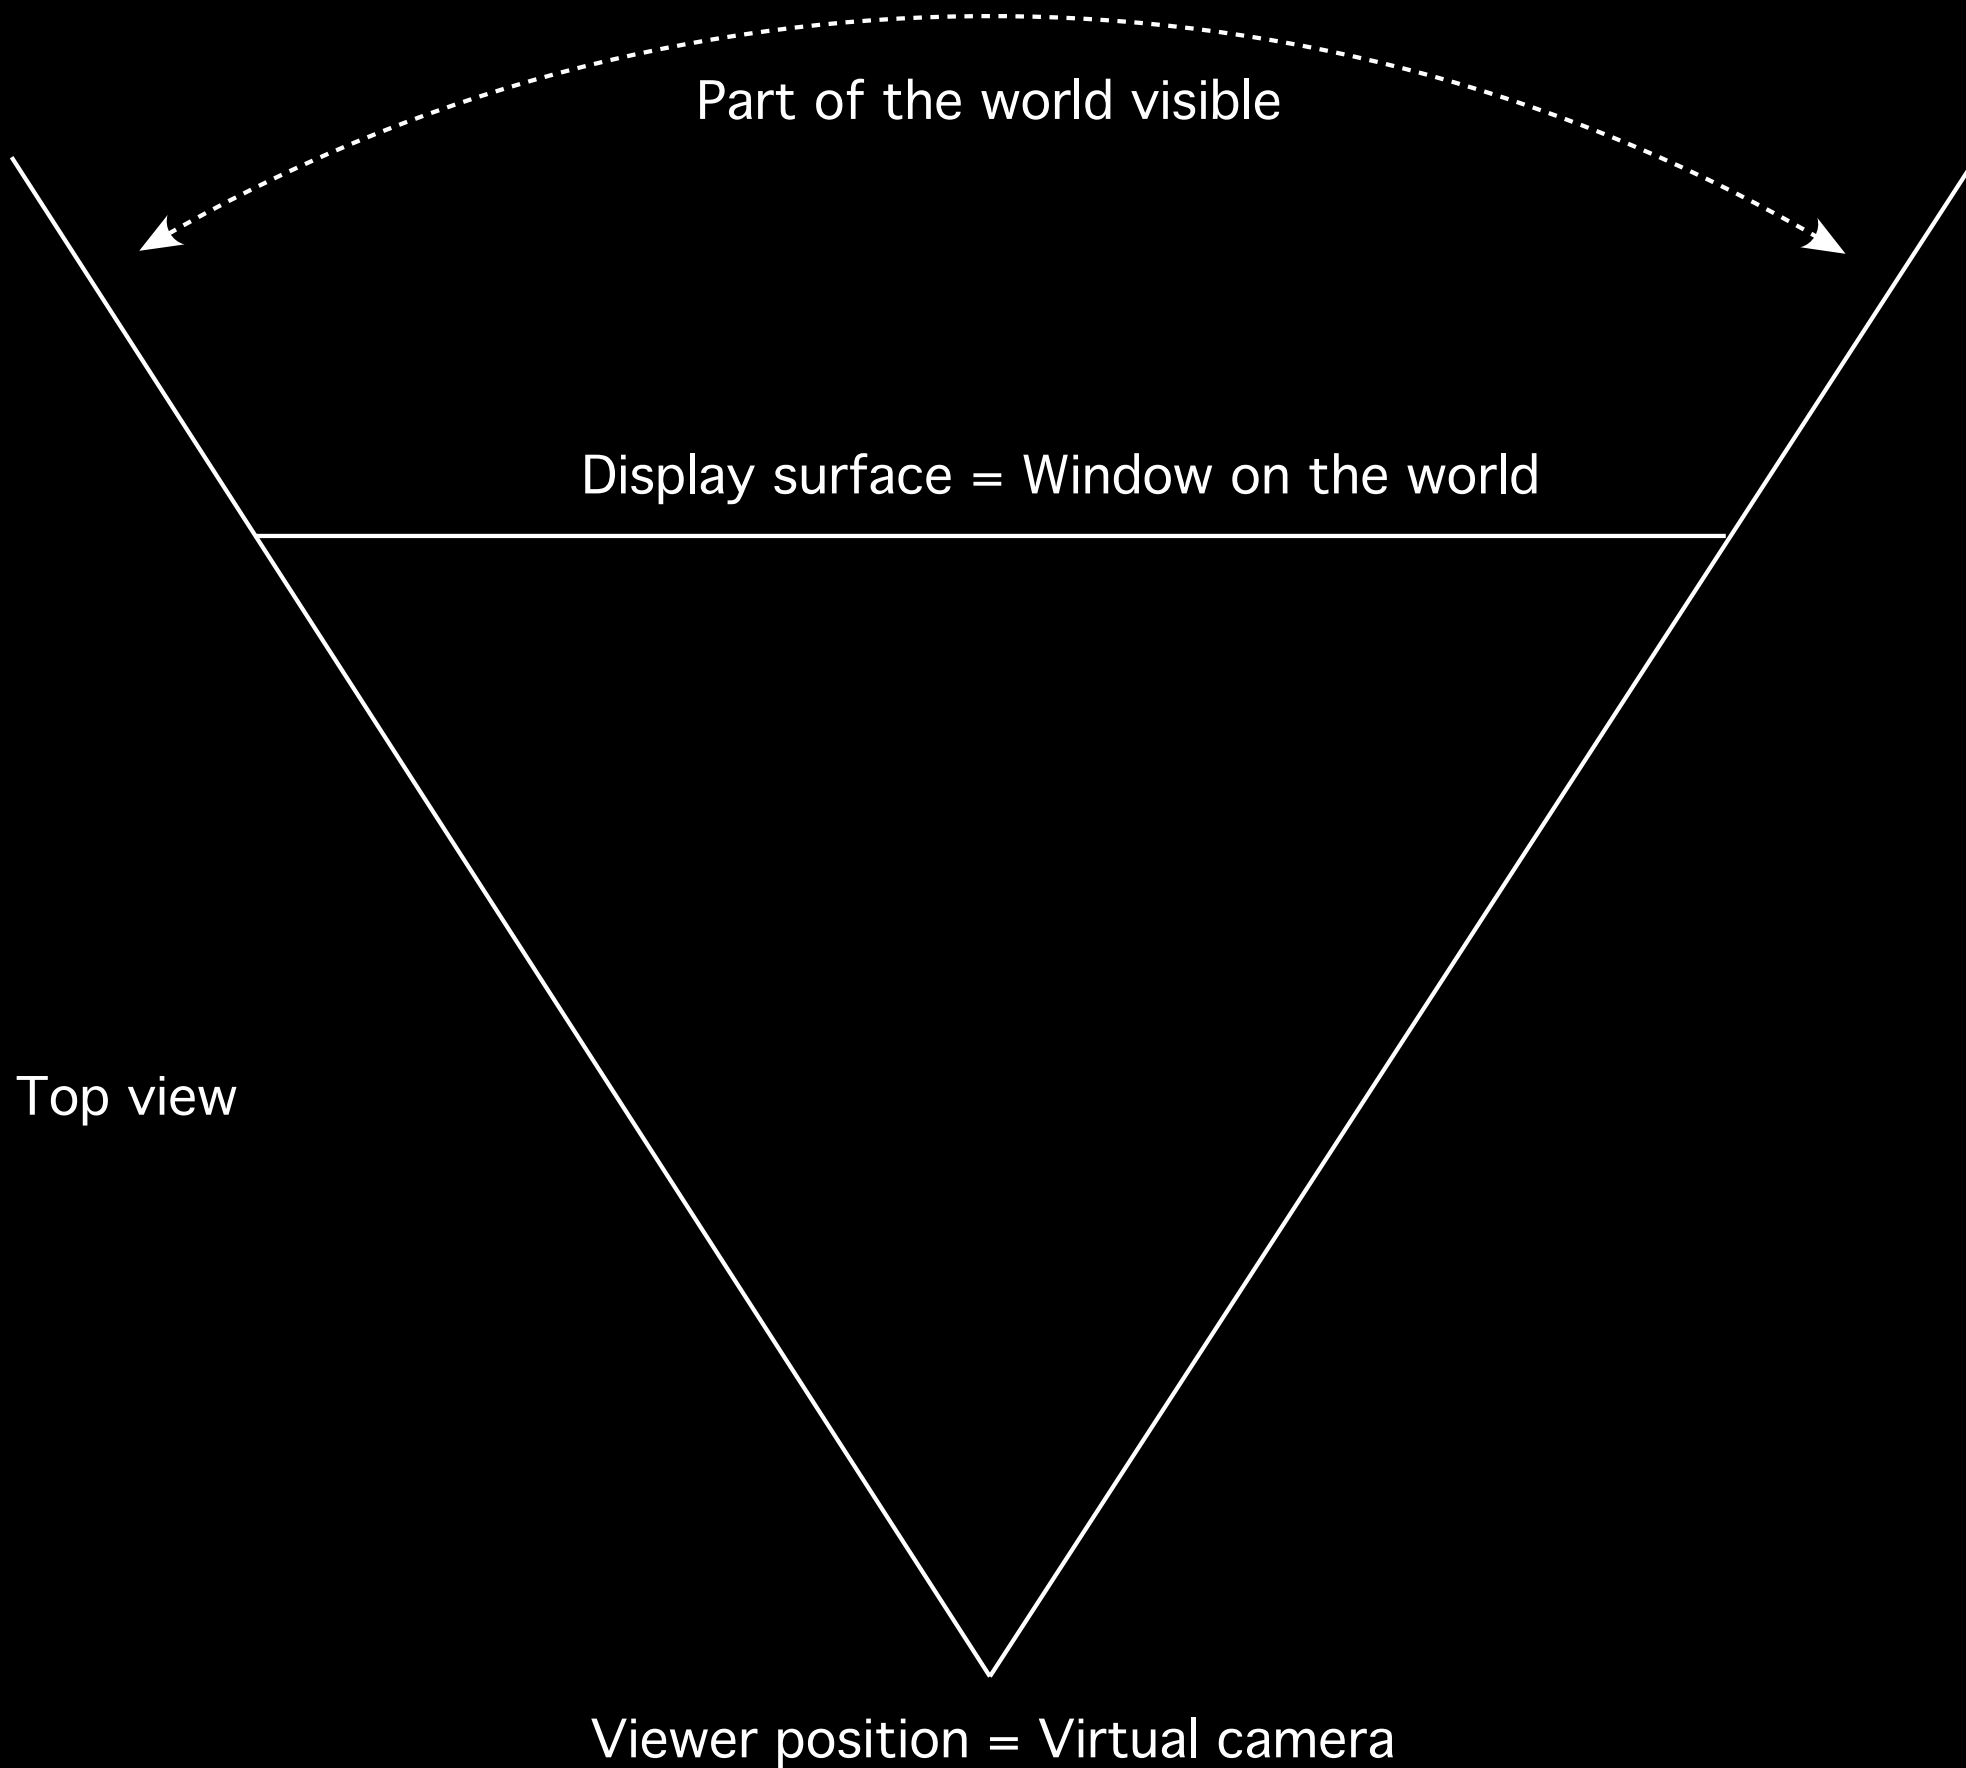 Part of the world visible
Display surface = Window on the world
Top view
Viewer position = Virtual camera